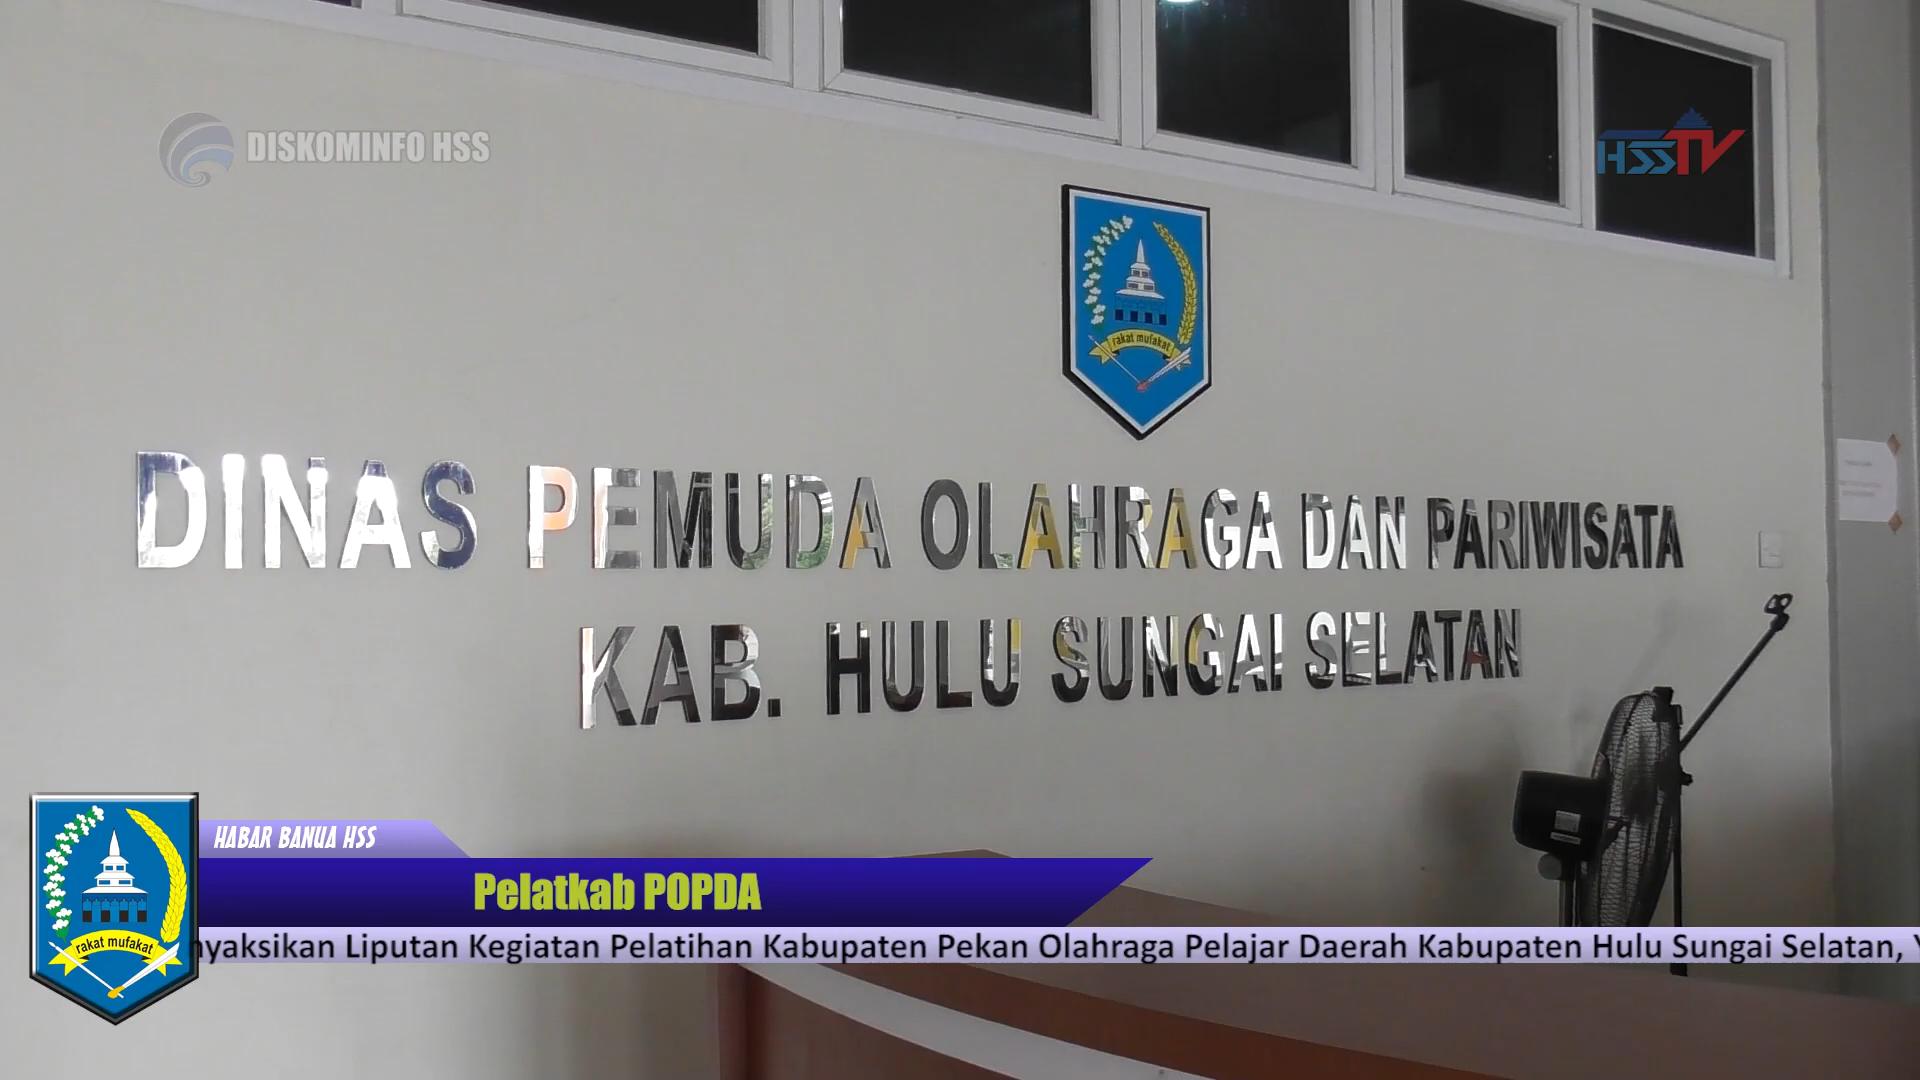 DISKOMINFO HSS
HSSTV
rakat mufakat
DINAS PEMUDA OLAHRAGA DAN PARIWISATA
KAB. HULU SUNGAI SELATAN
HABAR BANUA HSS
Pelatkab POPDA
rakat mufakat
nyaksikan Liputan Kegiatan Pelatihan Kabupaten Pekan Olahraga Pelajar Daerah Kabupaten Hulu Sungai Selatan, Y